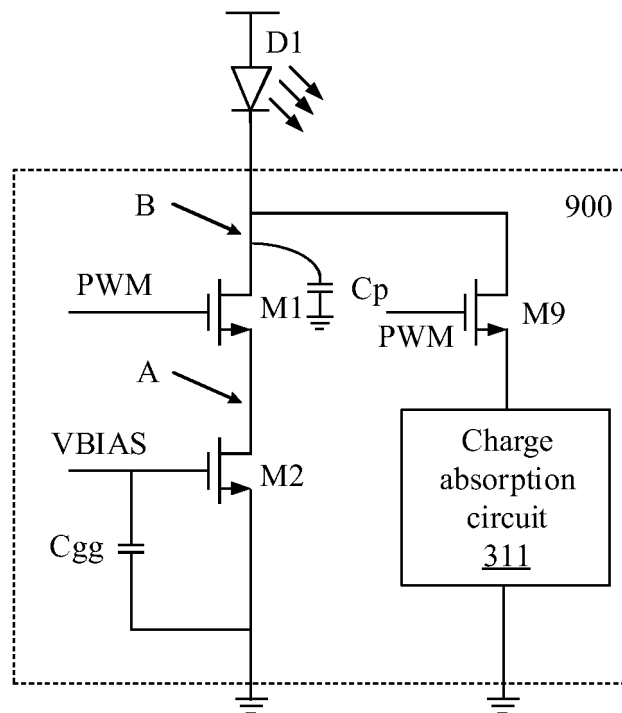 D1
B
900
PWM
M1
Cp
PWM
M9
A
VBIAS
M2
Cgg
Charge
absorption
circuit
311